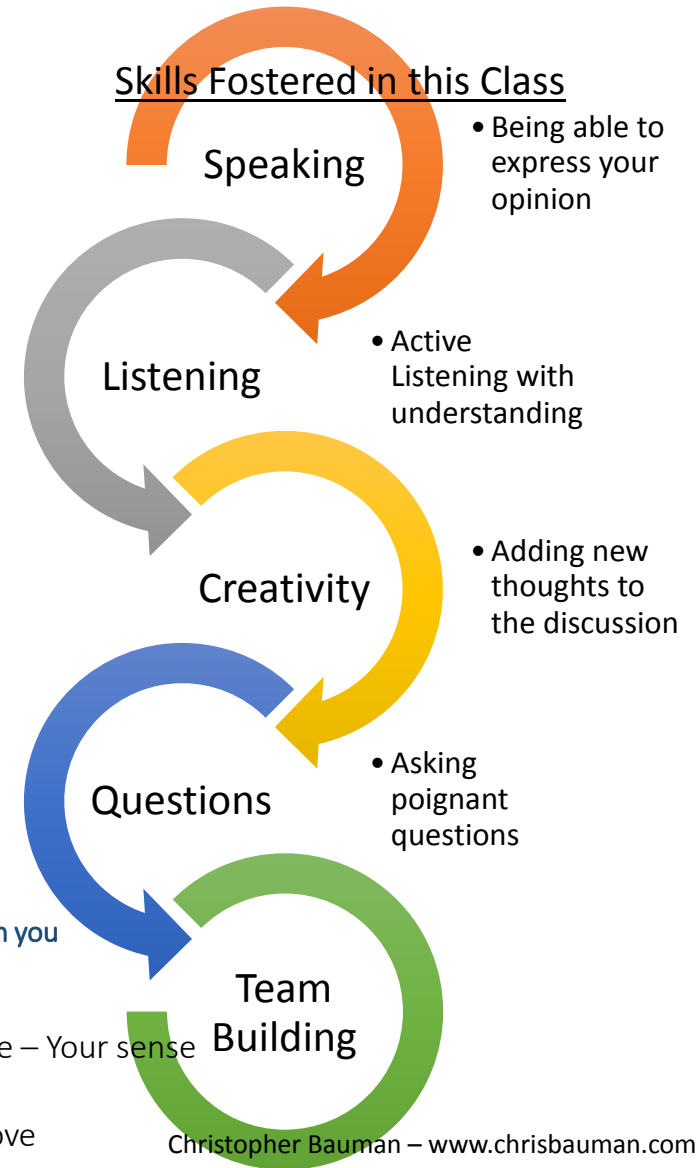 Skills Fostered in this Class
Speaking
• Being able to
express your
opinion
Listening
• Active
Listening with
understanding
Creativity
• Adding new
thoughts to
the discussion
Questions
• Asking
poignant
questions
you
Team
Building
– Your sense
Christopher Bauman – www.chrisbauman.com